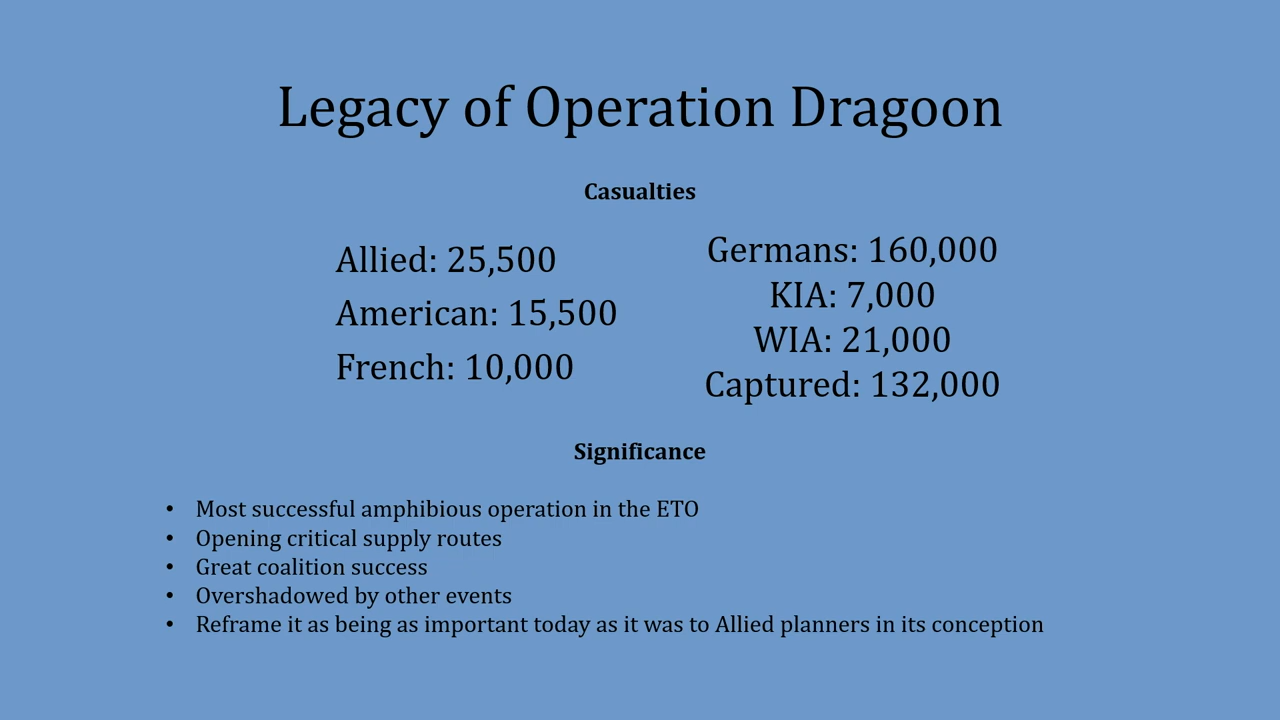 Legacy of Operation Dragoon
Casualties
Allied: 25,500
American: 15,500
French: 10,000
Germans: 160,000
KIA: 7,000
WIA: 21,000
Captured: 132,000
Significance
• Most successful amphibious operation in the ETO
• Opening critical supply routes
• Great coalition success
• Overshadowed by other events
• Reframe it as being as important today as it was to Allied planners in its conception